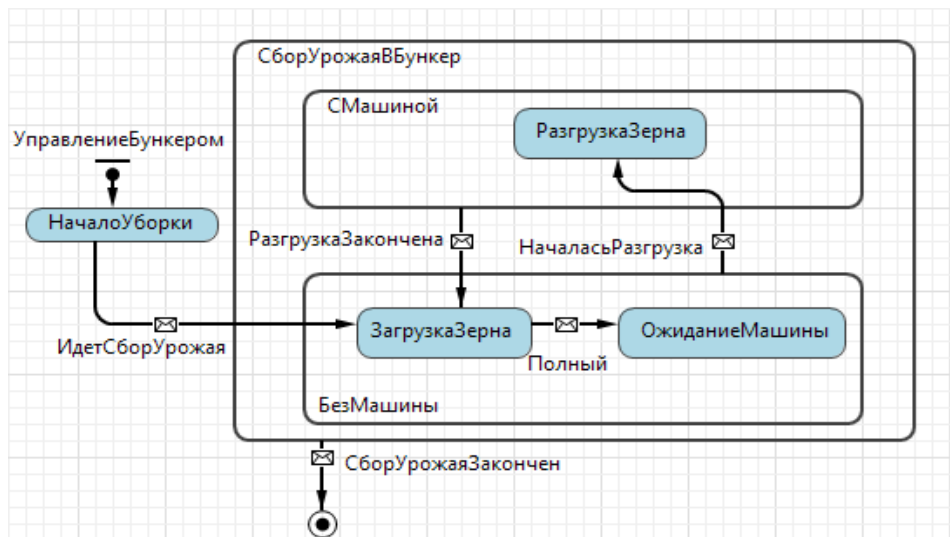 СборУрожаяВБункер
СМашиной
РазгрузкаЗерна
УправлениеБункером
НачалоУборки
РазгрузкаЗакончена
НачаласьРазгрузка
ЗагрузкаЗерна
ОжиданиеМашины
ИдетСборУрожая
Полный
БезМашины
СборУрожаяЗакончен